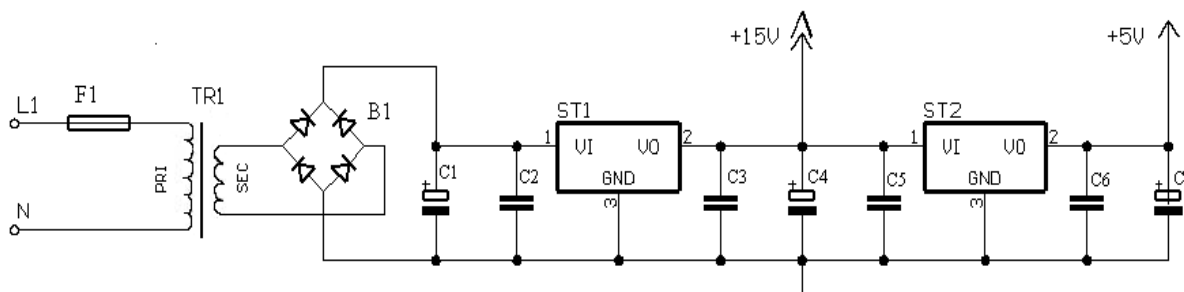 +15V
+5V
L1
F1
TR1
B1
ST1
ST2
1
VI
VO
2
GND
3
1
VI
VO
2
GND
3
PRI
SEC
+
C1
C2
C3
+
C4
C5
C6
+
C
N